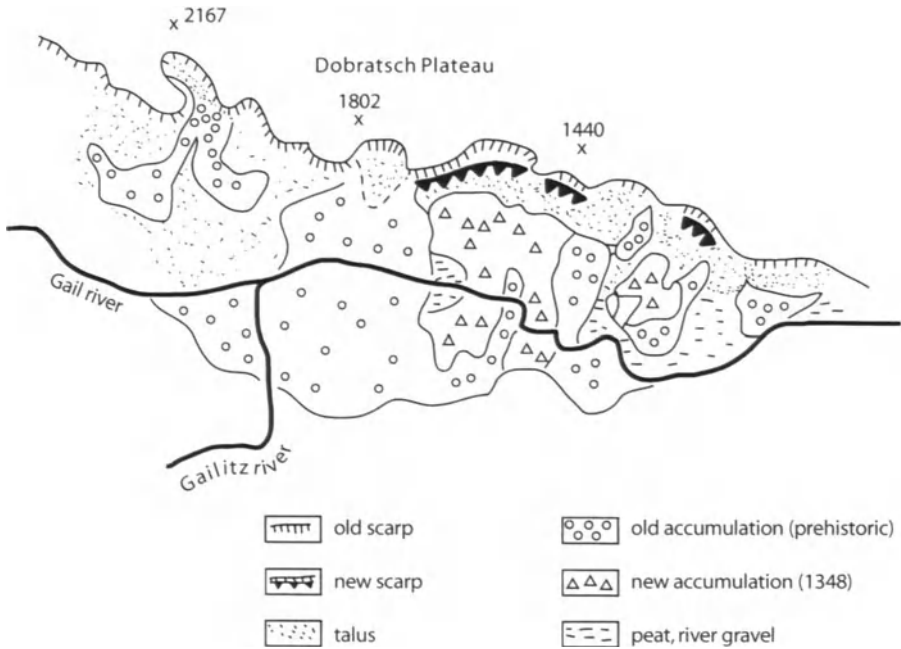 x 2167
Dobratsch Plateau
1802
x
1440
x
Gail river
Gailitz river
old scarp
old accumulation (prehistoric)
new scarp
new accumulation (1348)
talus
peat, river gravel